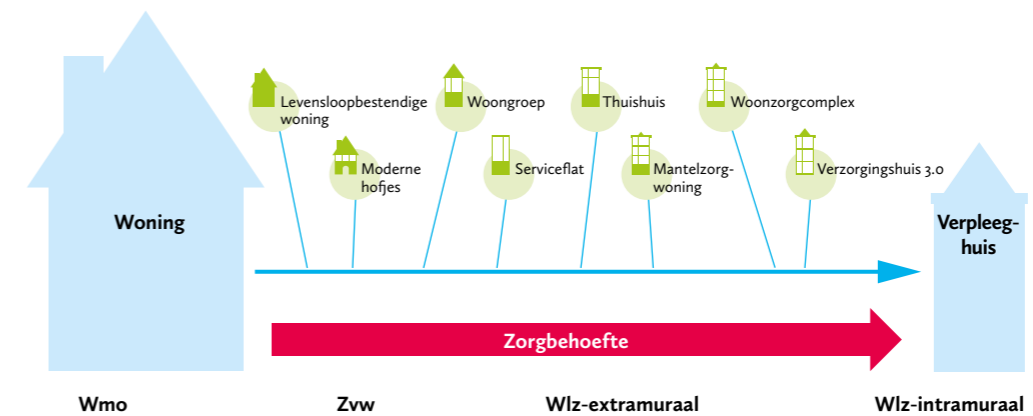 Levensloopbestendige
woning
Woongroep
Thuishuis
Woonzorgcomplex
Moderne
hofjes
Serviceflat
Mantelzorg-
woning
Verzorgingshuis 3.0
Woning
Verpleeg-
huis
Zorgbehoefte
Wmo
Zvw
Wlz-extramuraal
Wlz-intramuraal